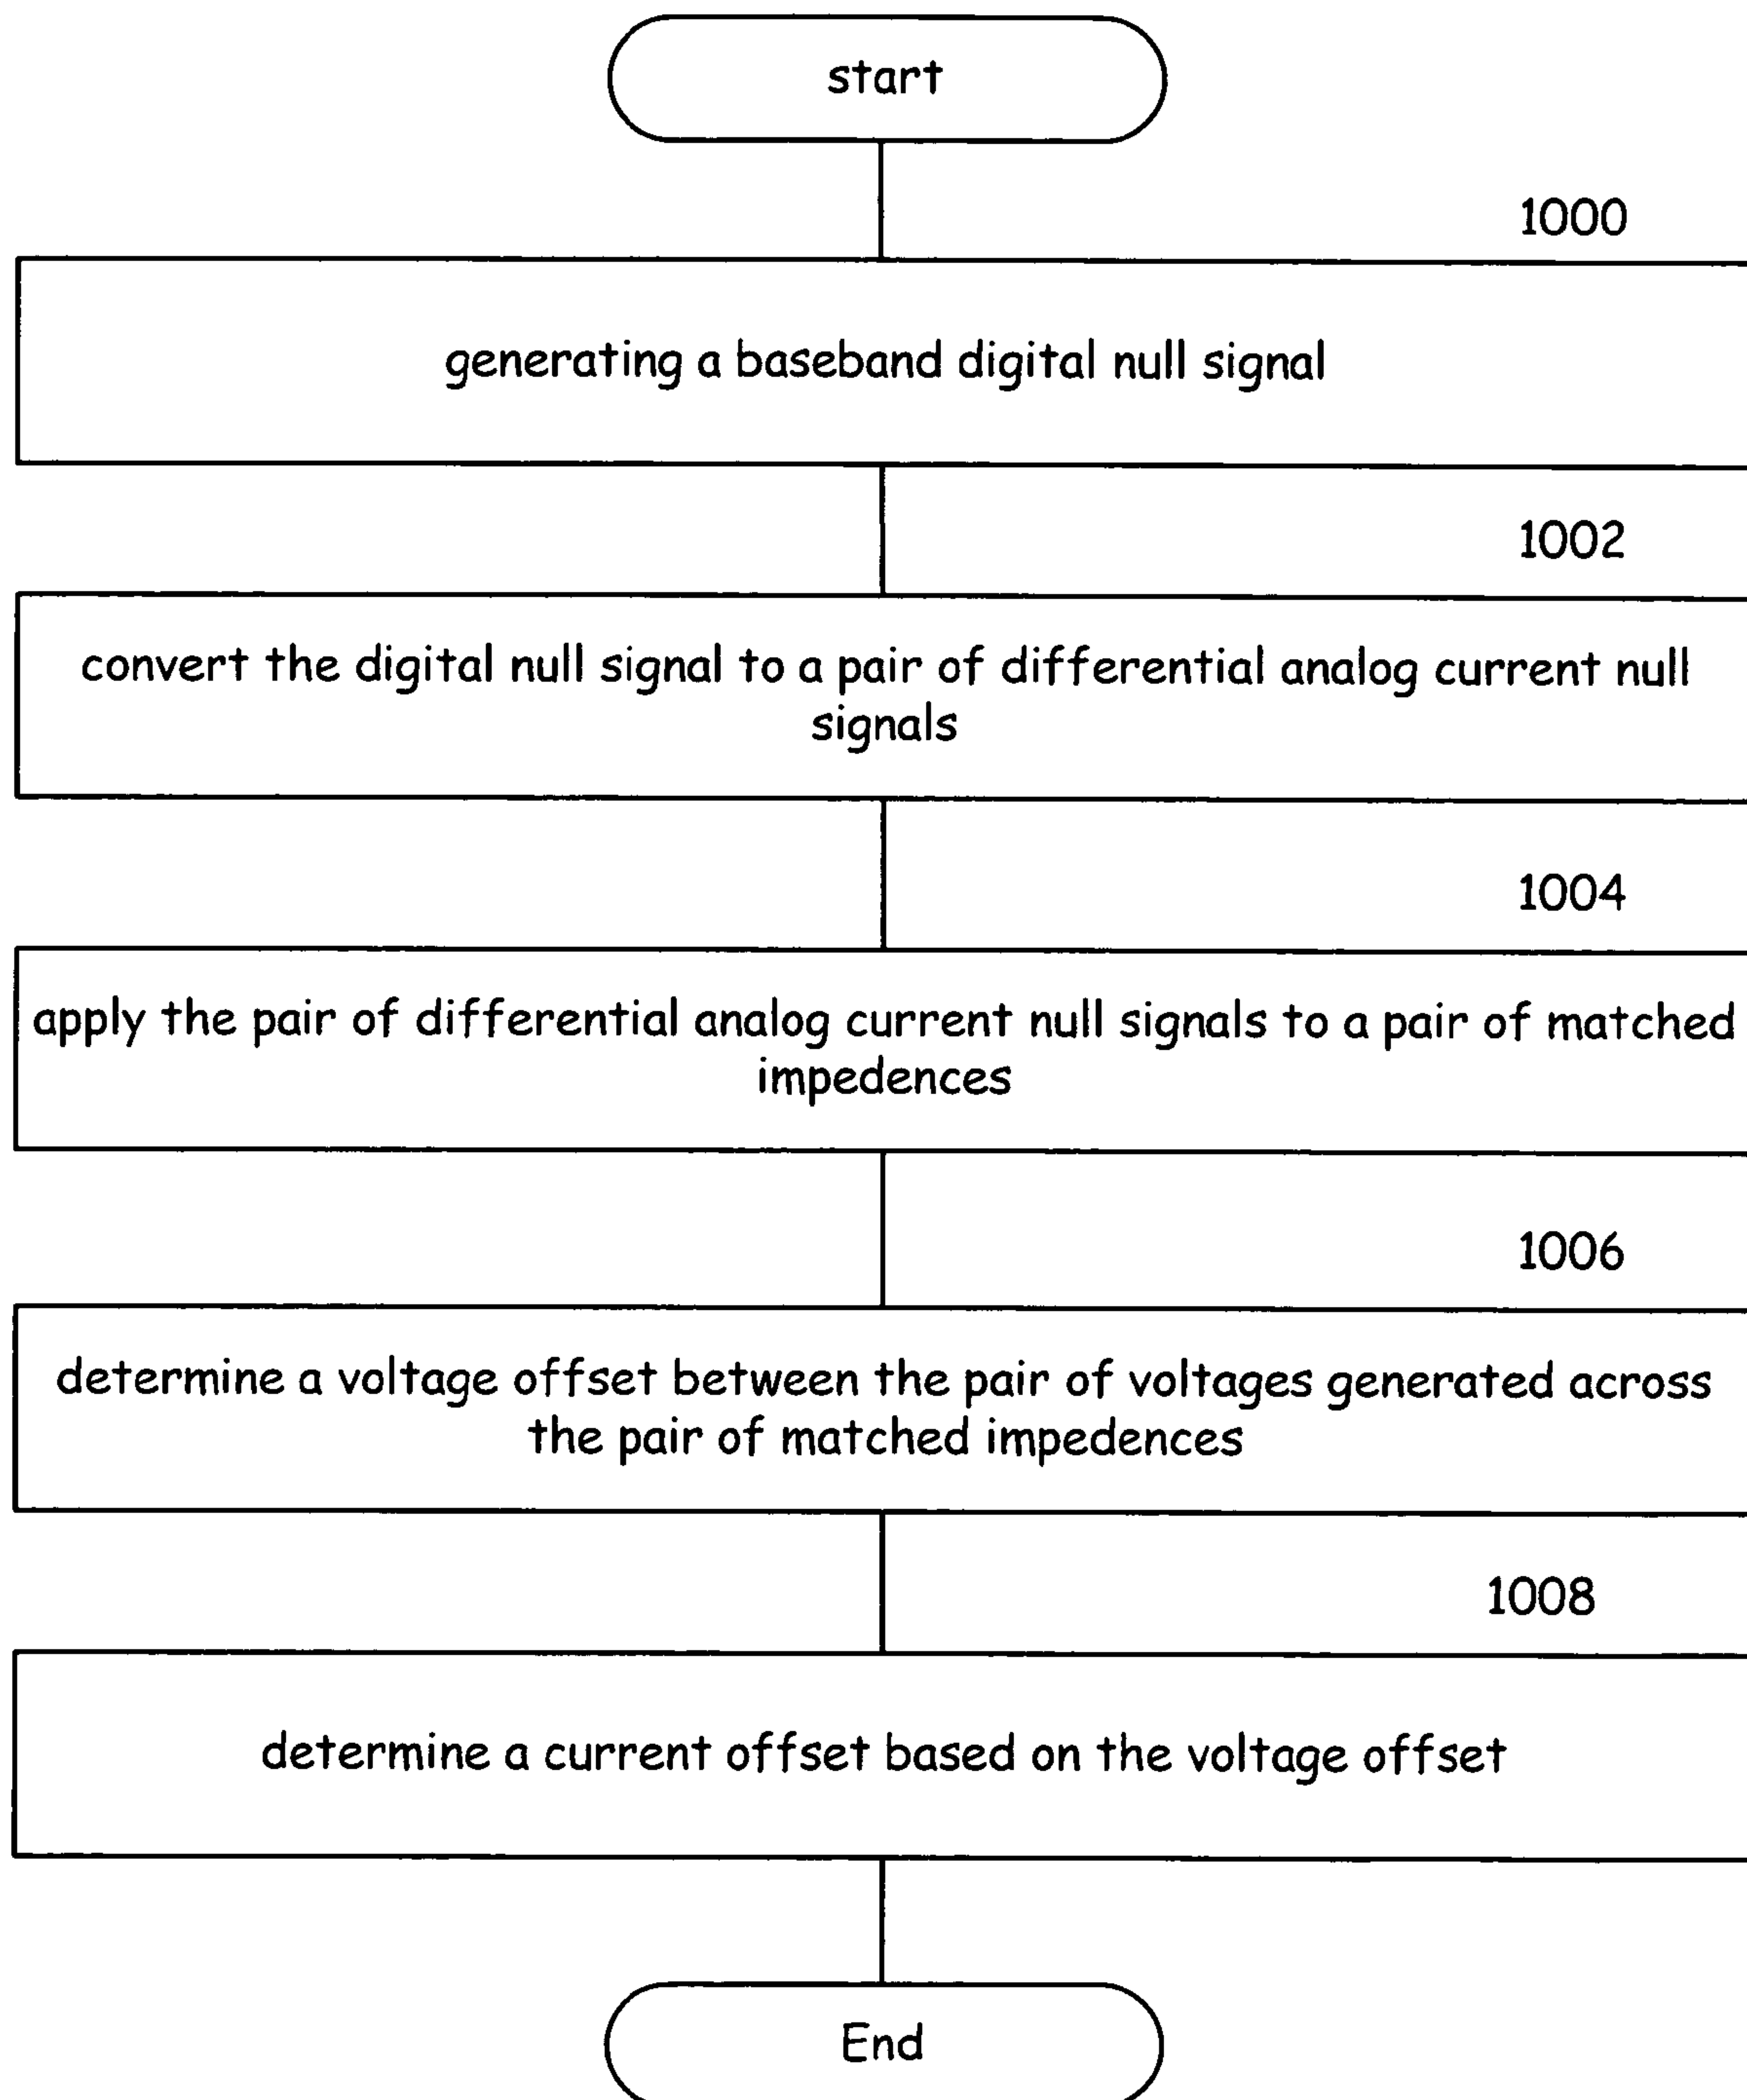 start
1000
generating a baseband digital null signal
1002
convert the digital null signal to a pair of differential analog current null
signals
1004
apply the pair of differential analog current null signals to a pair of matched
impedences
1006
determine a voltage offset between the pair of voltages generated across
the pair of matched impedences
1008
determine a current offset based on the voltage offset
End